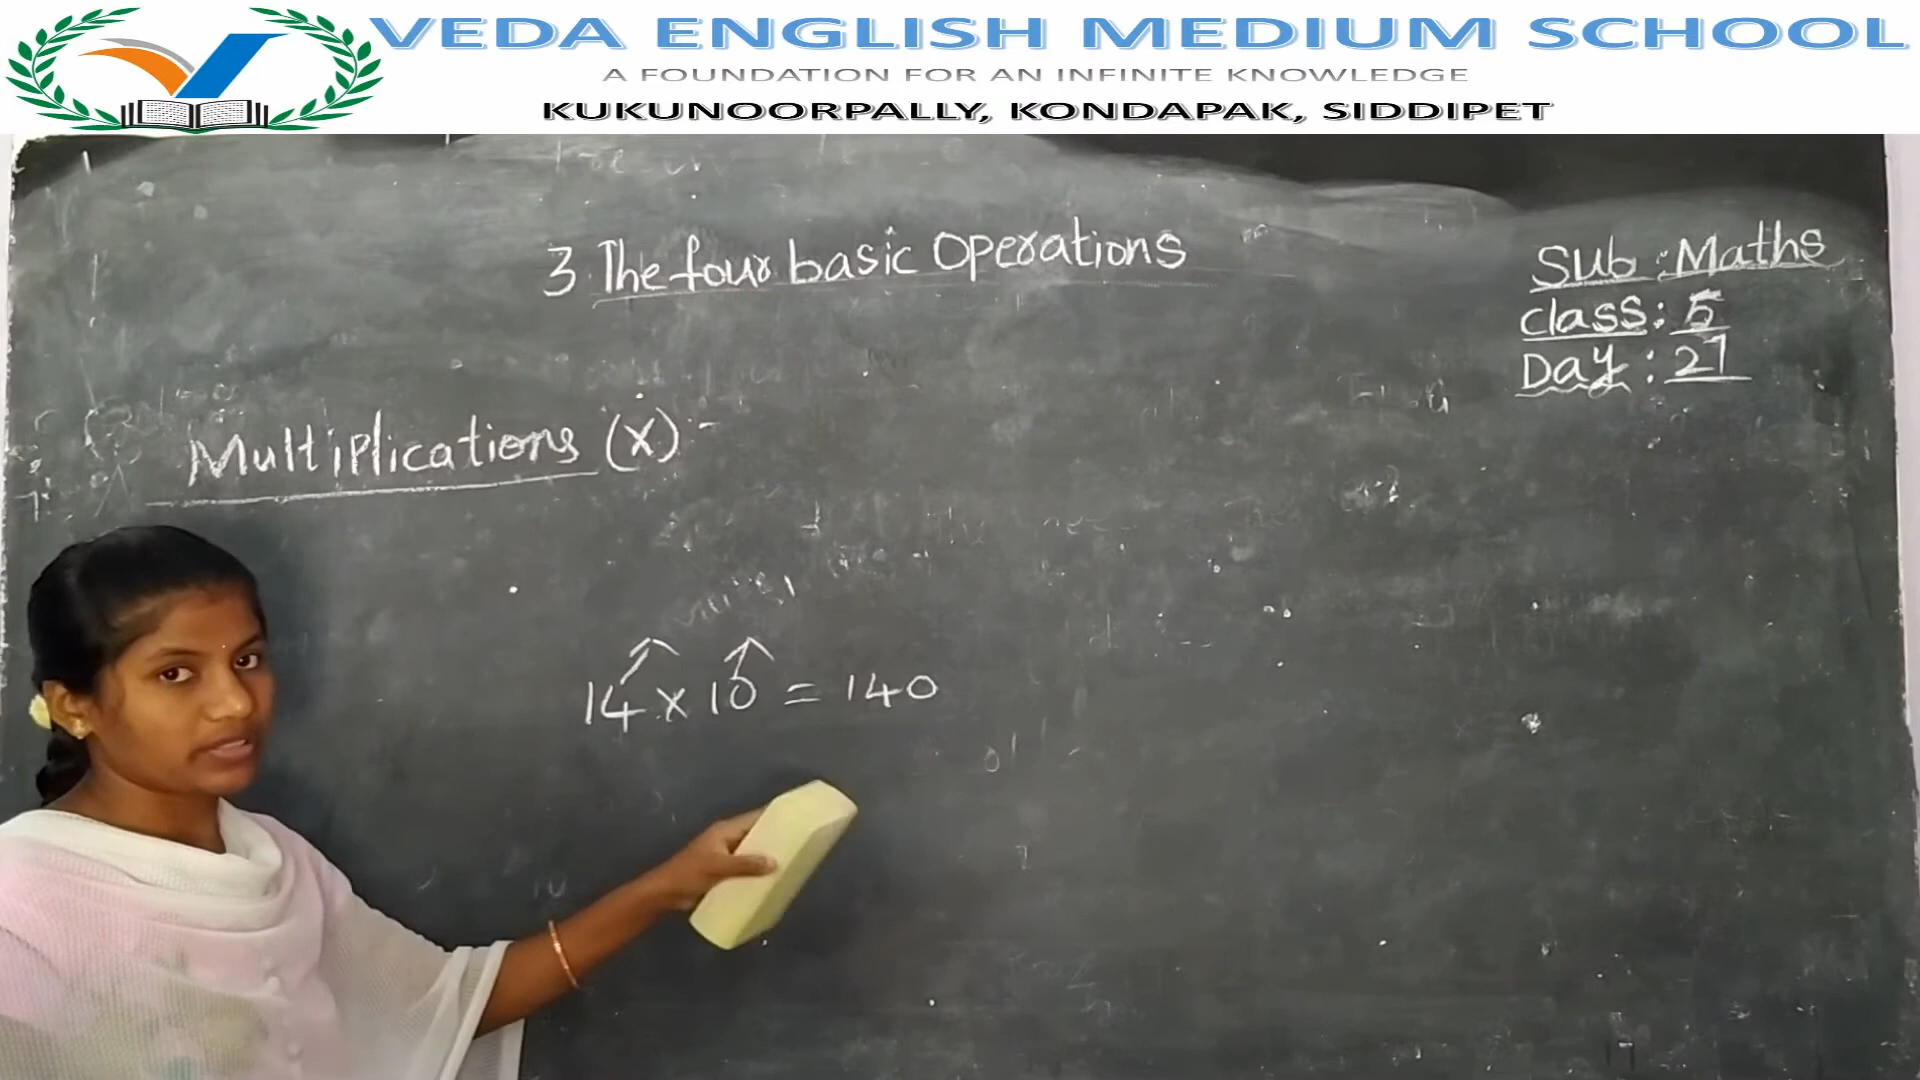 VEDA ENGLISH MEDIUM SCHOOL
A FOUNDATION FOR AN INFINITE KNOWLEDGE
KUKUNOORPALLY, KONDAPAK, SIDDIPET
3. The four basic Operations
Sub : Maths
Class : 5
Day : 27
Multiplications (x) :-
14 x 10 = 140